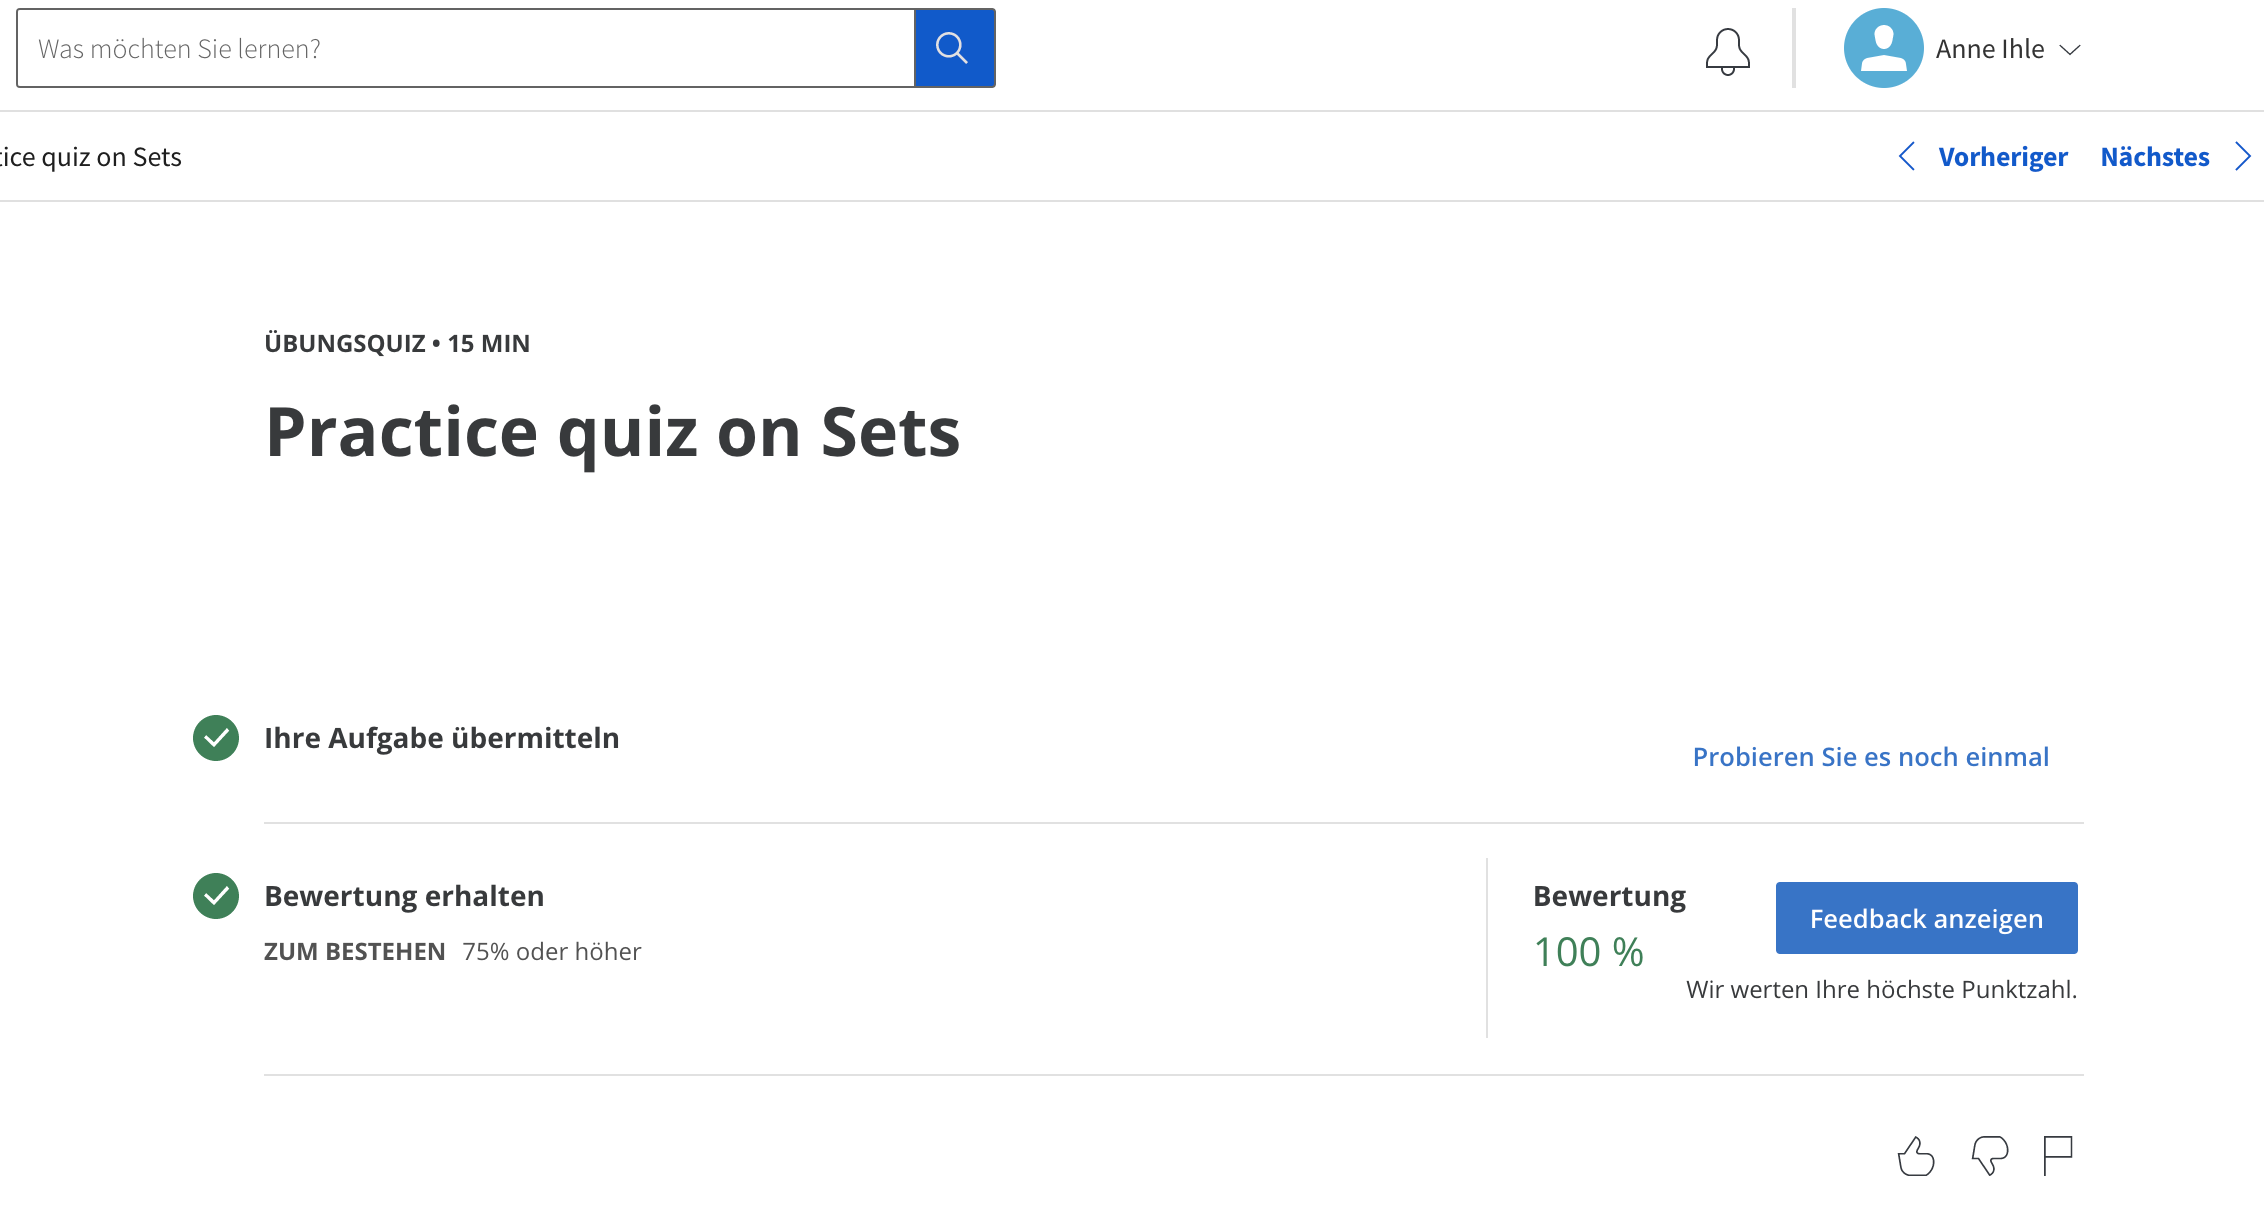 Was möchten Sie lernen?
Anne Ihle
tice quiz on Sets
Vorheriger
Nächstes
ÜBUNGSQUIZ • 15 MIN
Practice quiz on Sets
Ihre Aufgabe übermitteln
Probieren Sie es noch einmal
Bewertung erhalten
ZUM BESTEHEN 75% oder höher
Bewertung
100 %
Feedback anzeigen
Wir werten Ihre höchste Punktzahl.